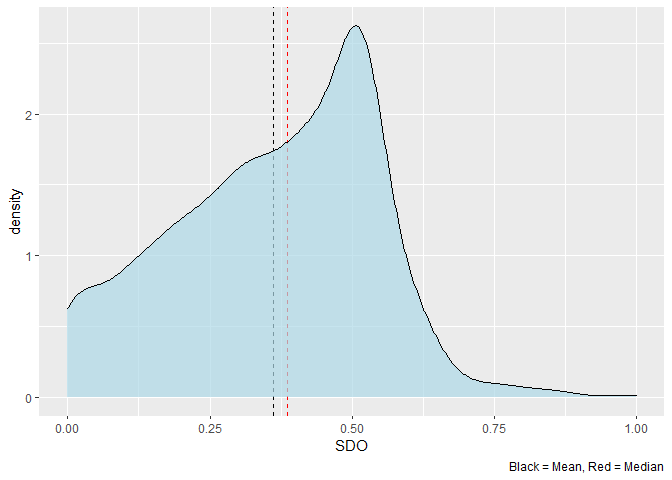 2
1
0
density
0.00 0.25 0.50 0.75 1.00
SDO
Black = Mean, Red = Median